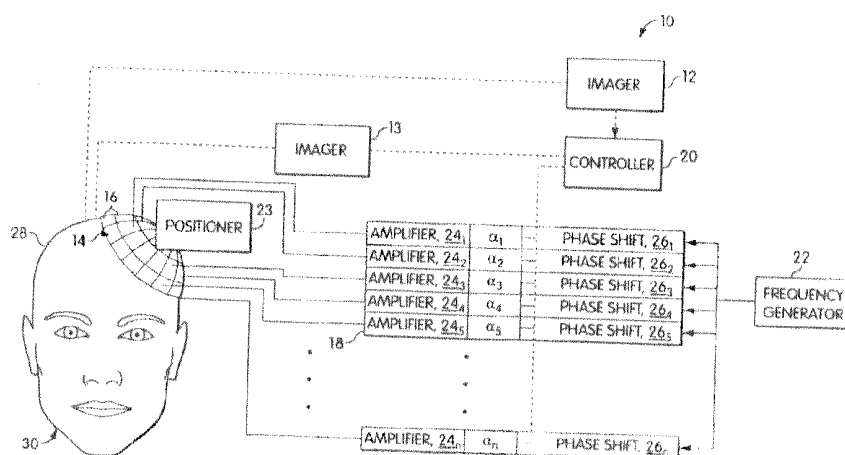 10
IMAGER 12
13
IMAGER
CONTROLLER 20
16
POSITIONER 23
14
28
AMPLIFIER, 24₁ α₁ PHASE SHIFT, 26₁
AMPLIFIER, 24₂ α₂ PHASE SHIFT, 26₂
AMPLIFIER, 24₃ α₃ PHASE SHIFT, 26₃
AMPLIFIER, 24₄ α₄ PHASE SHIFT, 26₄
AMPLIFIER, 24₅ α₅ PHASE SHIFT, 26₅
18
22
FREQUENCY
GENERATOR
AMPLIFIER, 24ₙ αₙ PHASE SHIFT, 26ₙ
30